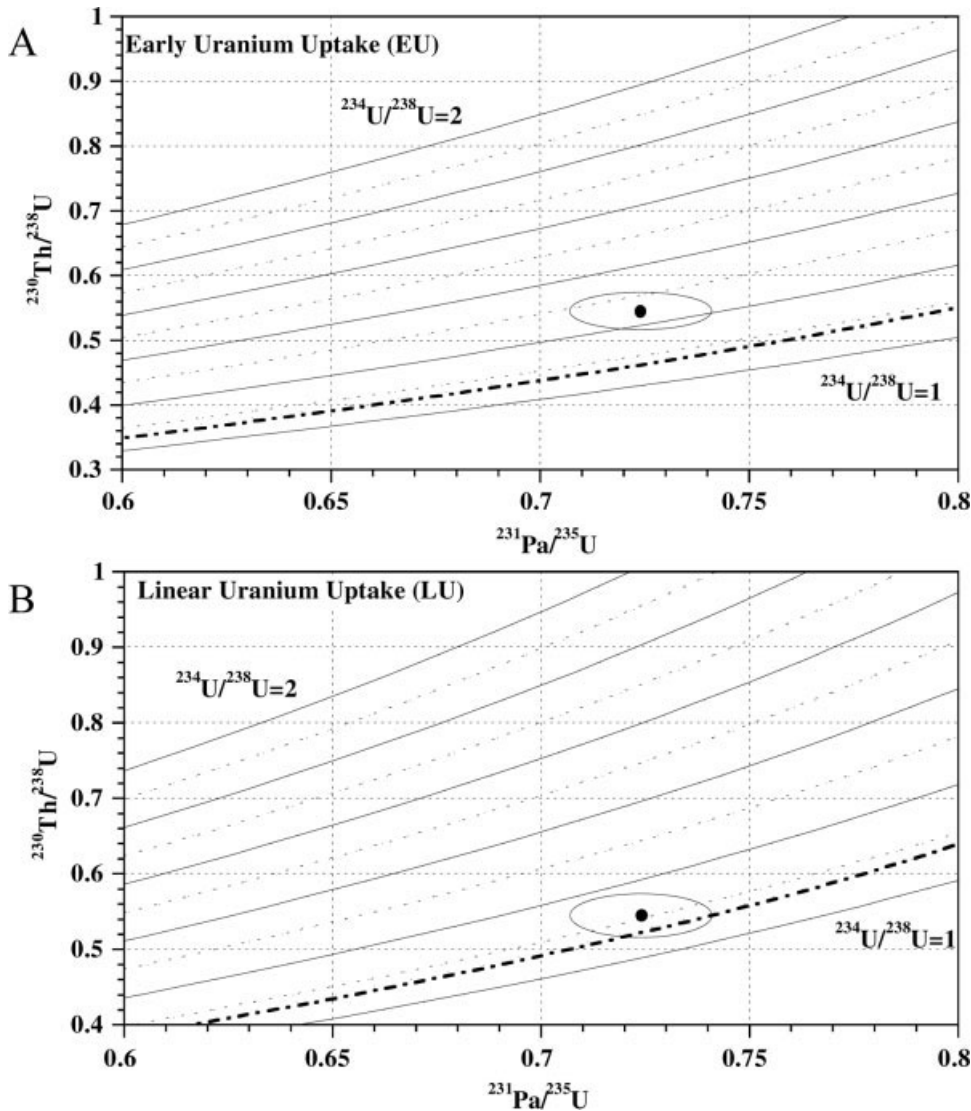 A
Early Uranium Uptake (EU)
²³⁴U/²³⁸U=2
²³⁴U/²³⁸U=1
1
0.9
0.8
0.7
0.6
0.5
0.4
0.3
²³⁰Th/²³⁸U
0.6 0.65 0.7 0.75 0.8
²³¹Pa/²³⁵U
B
Linear Uranium Uptake (LU)
²³⁴U/²³⁸U=2
²³⁴U/²³⁸U=1
1
0.9
0.8
0.7
0.6
0.5
0.4
²³⁰Th/²³⁸U
0.6 0.65 0.7 0.75 0.8
²³¹Pa/²³⁵U